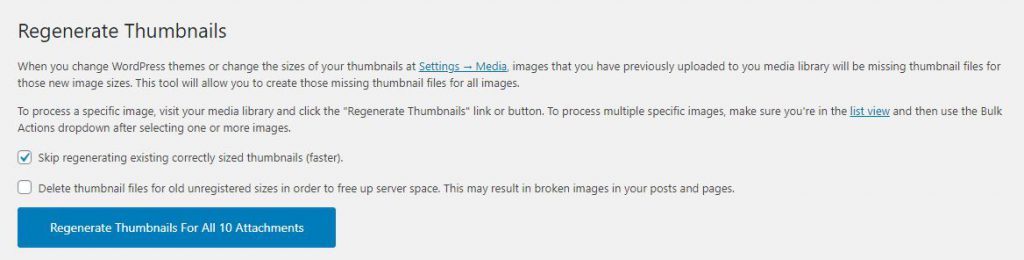 Regenerate Thumbnails
When you change WordPress themes or change the sizes of your thumbnails at Settings → Media, images that you have previously uploaded to you media library will be missing thumbnail files for
those new image sizes. This tool will allow you to create those missing thumbnail files for all images.
To process a specific image, visit your media library and click the "Regenerate Thumbnails" link or button. To process multiple specific images, make sure you're in the list view and then use the Bulk
Actions dropdown after selecting one or more images.
Skip regenerating existing correctly sized thumbnails (faster).
Delete thumbnail files for old unregistered sizes in order to free up server space. This may result in broken images in your posts and pages.
Regenerate Thumbnails For All 10 Attachments